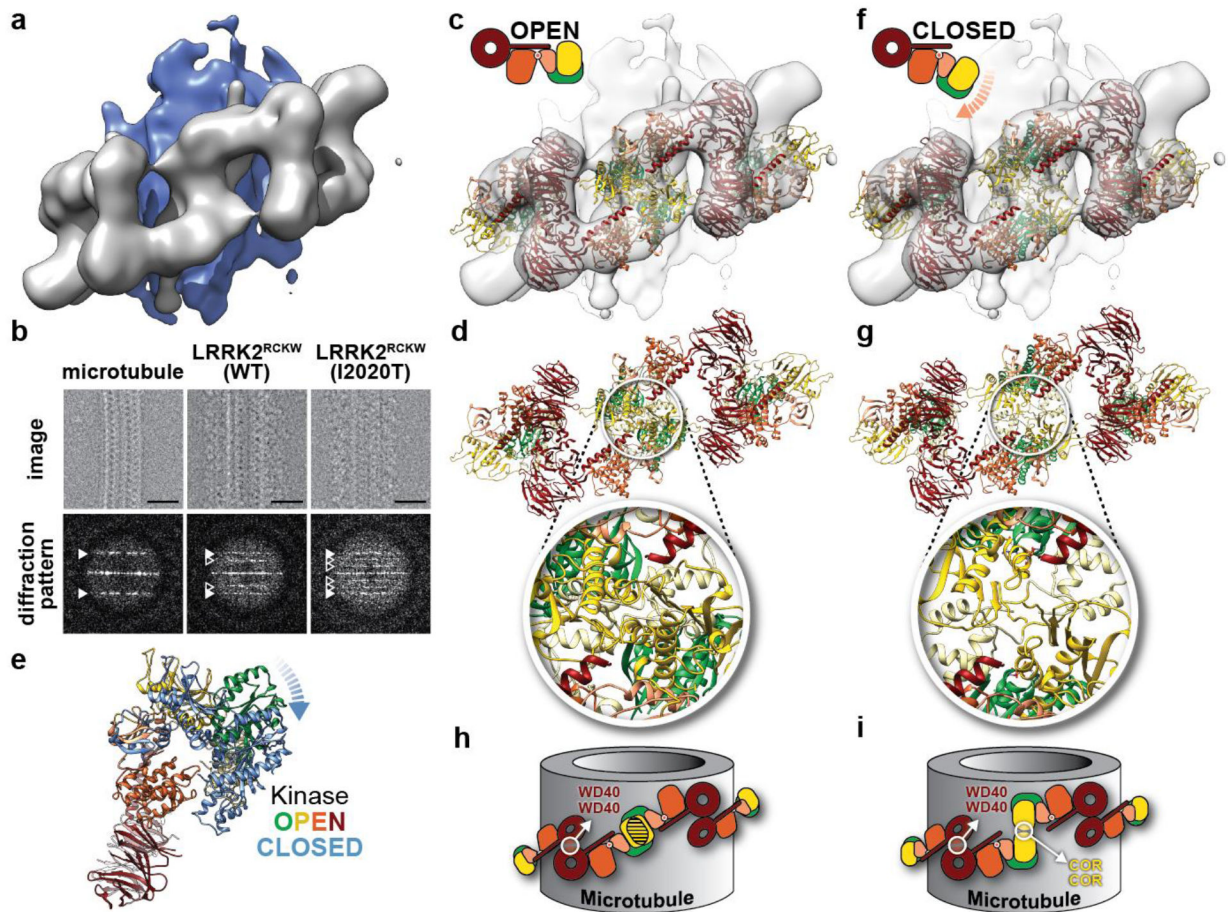 a
c
OPEN
f
CLOSED
b
microtubule
LRRK2RCKW
(WT)
LRRK2RCKW
(I2020T)
image
diffraction
pattern
d
g
e
Kinase
OPEN
CLOSED
h
WD40
WD40
Microtubule
i
WD40
WD40
COR
COR
Microtubule